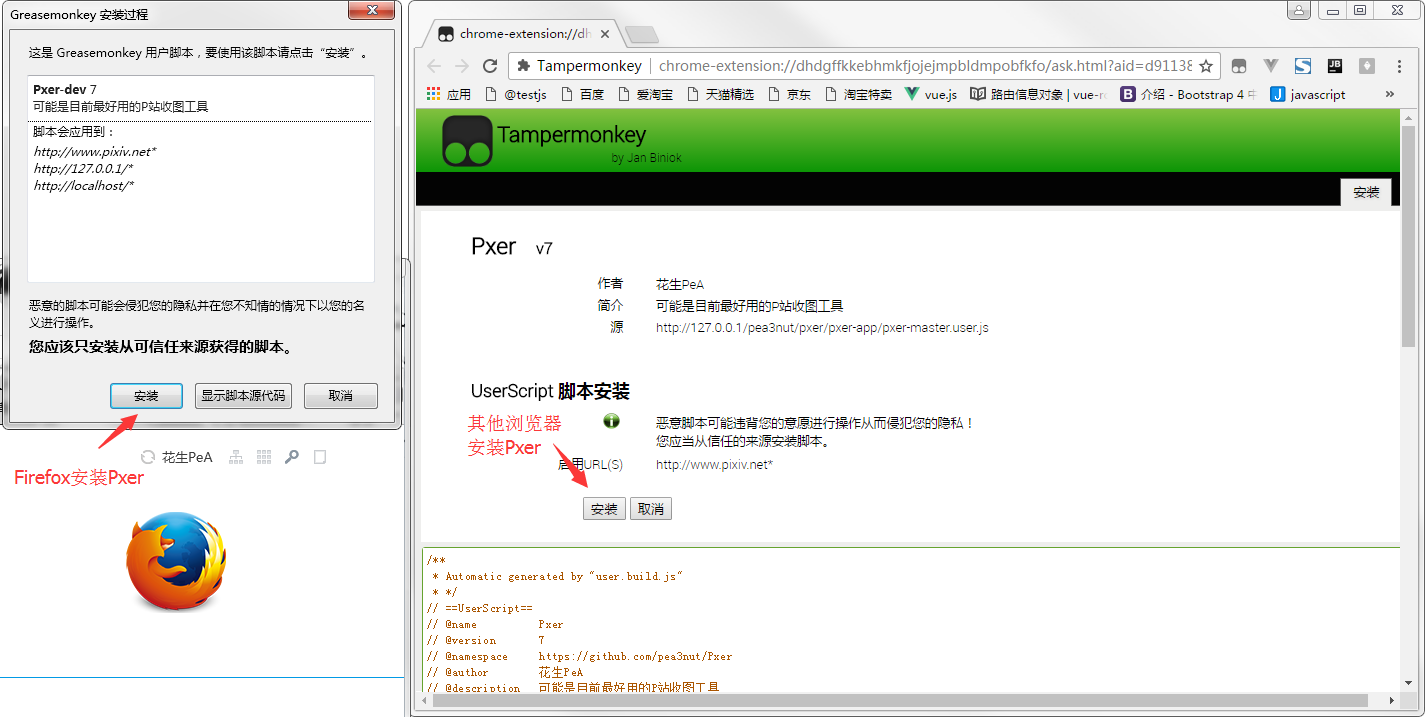 Greasemonkey 安装过程
这是 Greasemonkey 用户脚本，要使用该脚本请点击“安装”。
Pxer-dev 7
可能是目前最好用的P站收图工具
脚本会应用到：
http://www.pixiv.net*
http://127.0.0.1/*
http://localhost/*
恶意的脚本可能会侵犯您的隐私并在您不知情的情况下以您的名
义进行操作。
您应该只安装从可信任来源获得的脚本。
安装 显示脚本源代码 取消
花生PeA
Firefox安装Pxer
chrome-extension://dh
Tampermonkey chrome-extension://dhdgffkkebhmkfjojejmpbldmpobfkfo/ask.html?aid=d91138
应用 @testjs 百度 爱淘宝 天猫精选 京东 淘宝特卖 vue.js 路由信息对象 | vue-r 介绍 - Bootstrap 4 中 javascript »
Tampermonkey
by Jan Biniok
安装
Pxer v7
作者 花生PeA
简介 可能是目前最好用的P站收图工具
源 http://127.0.0.1/pea3nut/pxer/pxer-app/pxer-master.user.js
UserScript 脚本安装
其他浏览器
安装Pxer
恶意脚本可能违背您的意愿进行操作从而侵犯您的隐私！
您应当从信任的来源安装脚本。
启用URL(S) http://www.pixiv.net*
安装 取消
/**
* Automatic generated by "user.build.js"
* */
// ==UserScript==
// @name Pxer
// @version 7
// @namespace https://github.com/pea3nut/Pxer
// @author 花生PeA
// @description 可能是目前最好用的P站收图工具